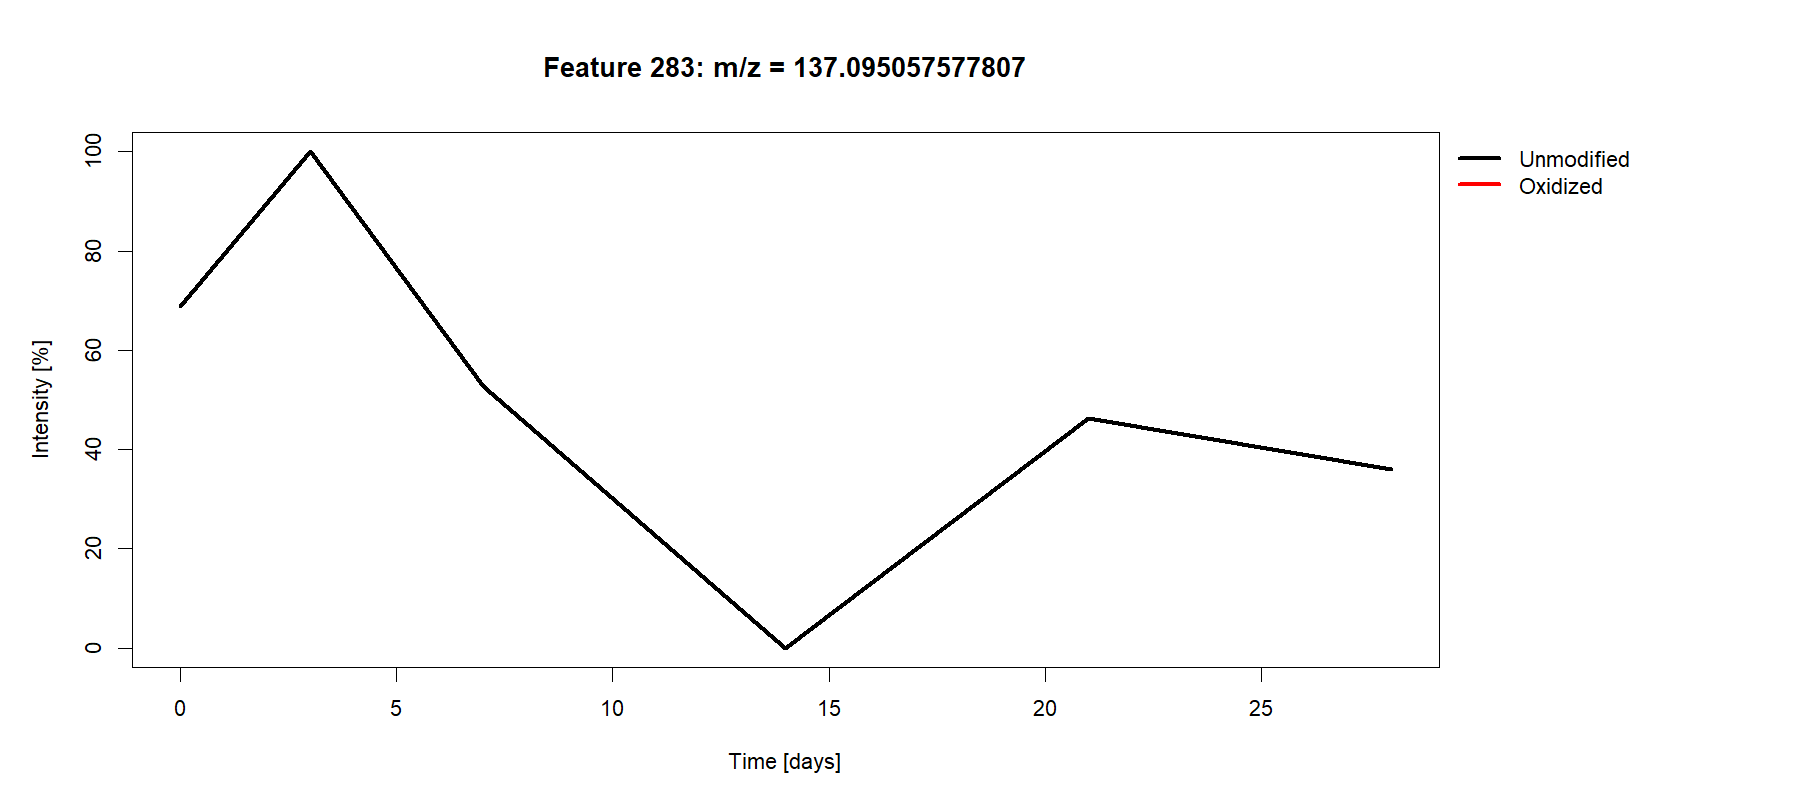 Feature 283: m/z = 137.095057577807
Unmodified
Oxidized
Intensity [%]
100
80
60
40
20
0
0 5 10 15 20 25
Time [days]